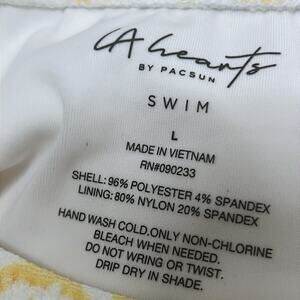 LA hearts
BY PACSUN
SWIM
L
MADE IN VIETNAM
RN#090233
SHELL: 96% POLYESTER 4% SPANDEX
LINING: 80% NYLON 20% SPANDEX
HAND WASH COLD.ONLY NON-CHLORINE
BLEACH WHEN NEEDED.
DO NOT WRING OR TWIST.
DRIP DRY IN SHADE.